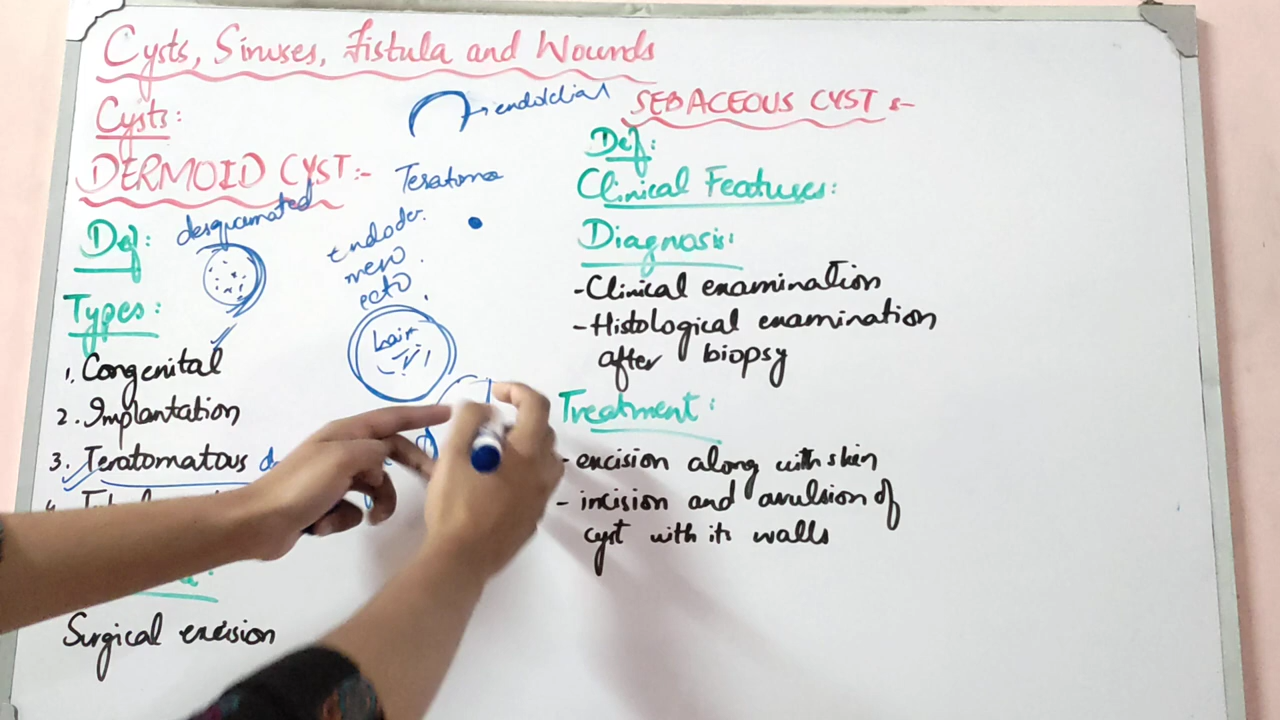 Cysts, Sinuses, Fistula and Wounds
Cysts:
DERMOID CYST:-
Def:
desquamated
Types:
1. Congenital
2. Implantation
3. Teratomatous
4.
Surgical excision
endothelial
Teratoma
endoder.
meso.
ecto.
hair
SEBACEOUS CYST:-
Def:
Clinical Features:
Diagnosis:
- Clinical examination
- Histological examination
after biopsy
Treatment:
- excision along with skin
- incision and avulsion of
cyst with its walls